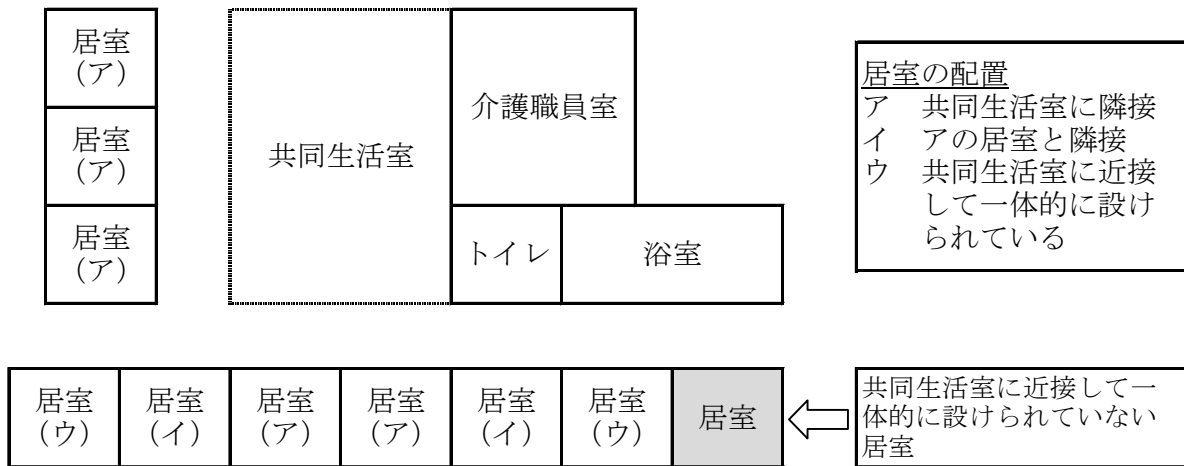 居室
(ア)
居室
(ア)
居室
(ア)
共同生活室
介護職員室
トイレ
浴室
居室の配置
ア　共同生活室に隣接
イ　アの居室と隣接
ウ　共同生活室に近接
して一体的に設け
られている
居室
(ウ)
居室
(イ)
居室
(ア)
居室
(ア)
居室
(イ)
居室
(ウ)
居室
共同生活室に近接して一
体的に設けられていない
居室